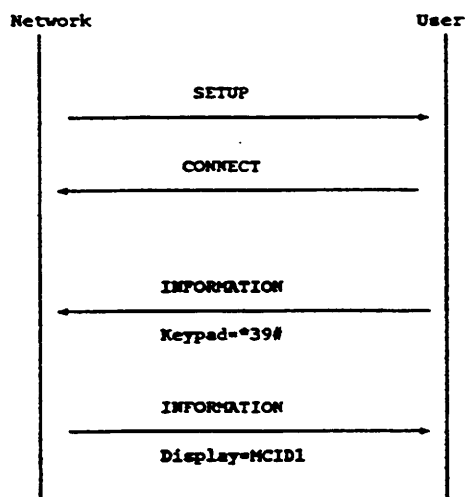 Network User
SETUP
CONNECT
INFORMATION
Keypad=*39#
INFORMATION
Display=MCID1